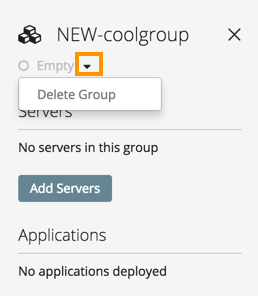 NEW-coolgroup
Empty
Delete Group
Servers
No servers in this group
Add Servers
Applications
No applications deployed